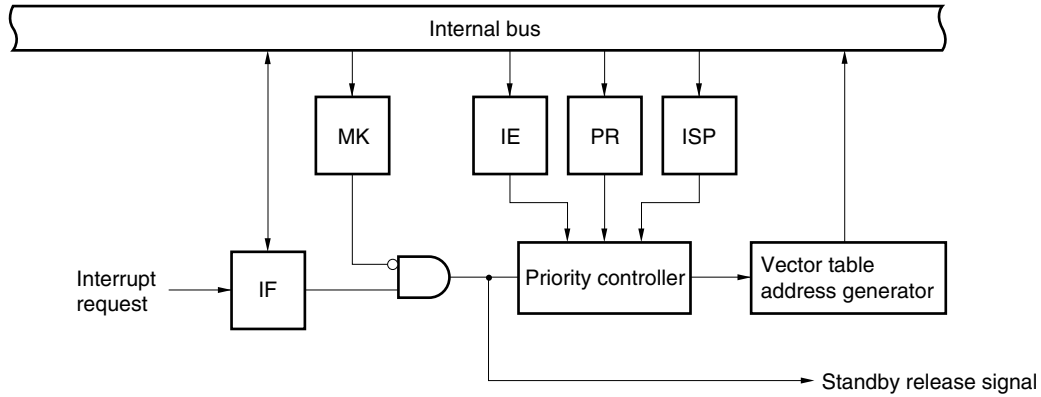 Internal bus
MK
IE
PR
ISP
Interrupt
request
IF
Priority controller
Vector table
address generator
Standby release signal